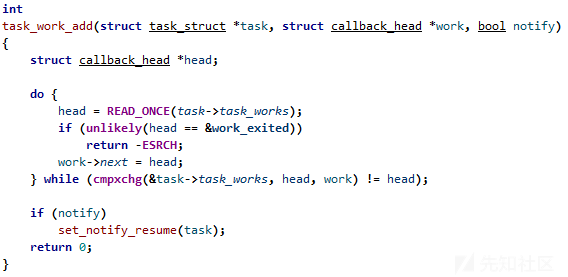 int
task_work_add(struct task_struct *task, struct callback_head *work, bool notify)
{
    struct callback_head *head;

    do {
        head = READ_ONCE(task->task_works);
        if (unlikely(head == &work_exited))
            return -ESRCH;
        work->next = head;
    } while (cmpxchg(&task->task_works, head, work) != head);

    if (notify)
        set_notify_resume(task);
    return 0;
}
先知社区